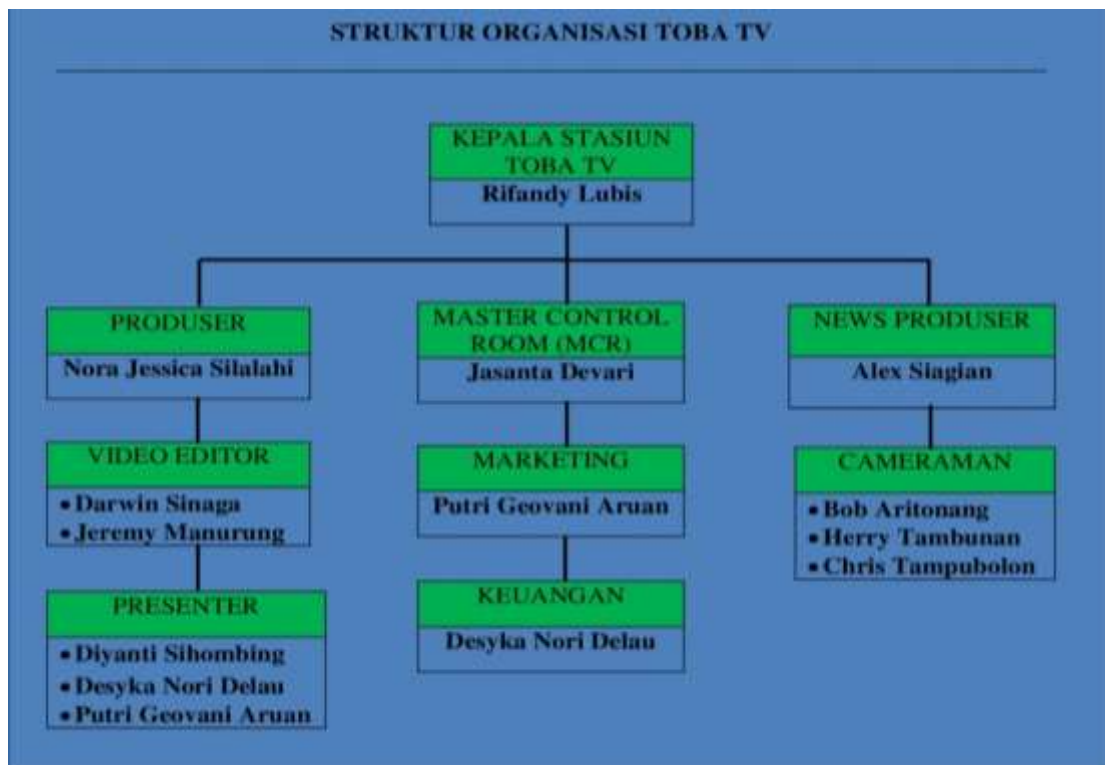 STRUKTUR ORGANISASI TOBA TV
KEPALA STASIUN
TOBA TV
Rifandy Lubis
PRODUSER
Nora Jessica Silalahi
MASTER CONTROL
ROOM (MCR)
Jasanta Devari
NEWS PRODUSER
Alex Siagian
VIDEO EDITOR
• Darwin Sinaga
• Jeremy Manurung
MARKETING
Putri Geovani Aruan
CAMERAMAN
• Bob Aritonang
• Herry Tambunan
• Chris Tampubolon
PRESENTER
• Diyanti Sihombing
• Desyka Nori Delau
• Putri Geovani Aruan
KEUANGAN
Desyka Nori Delau